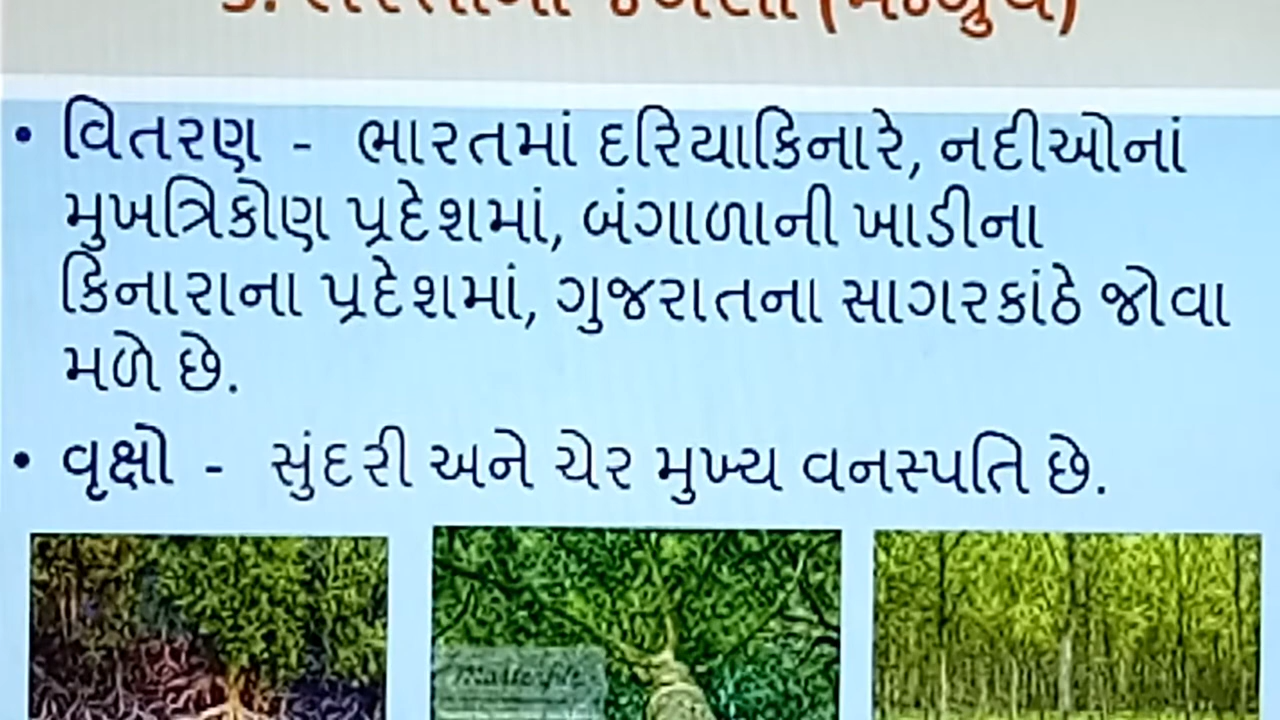 • વિતરણ - ભારતમાં દરિયાકિનારે, નદીઓનાં
મુખત્રિકોણ પ્રદેશમાં, બંગાળાની ખાડીના
કિનારાના પ્રદેશમાં, ગુજરાતના સાગરકાંઠે જોવા
મળે છે.
• વૃક્ષો - સુંદરી અને ચેર મુખ્ય વનસ્પતિ છે.